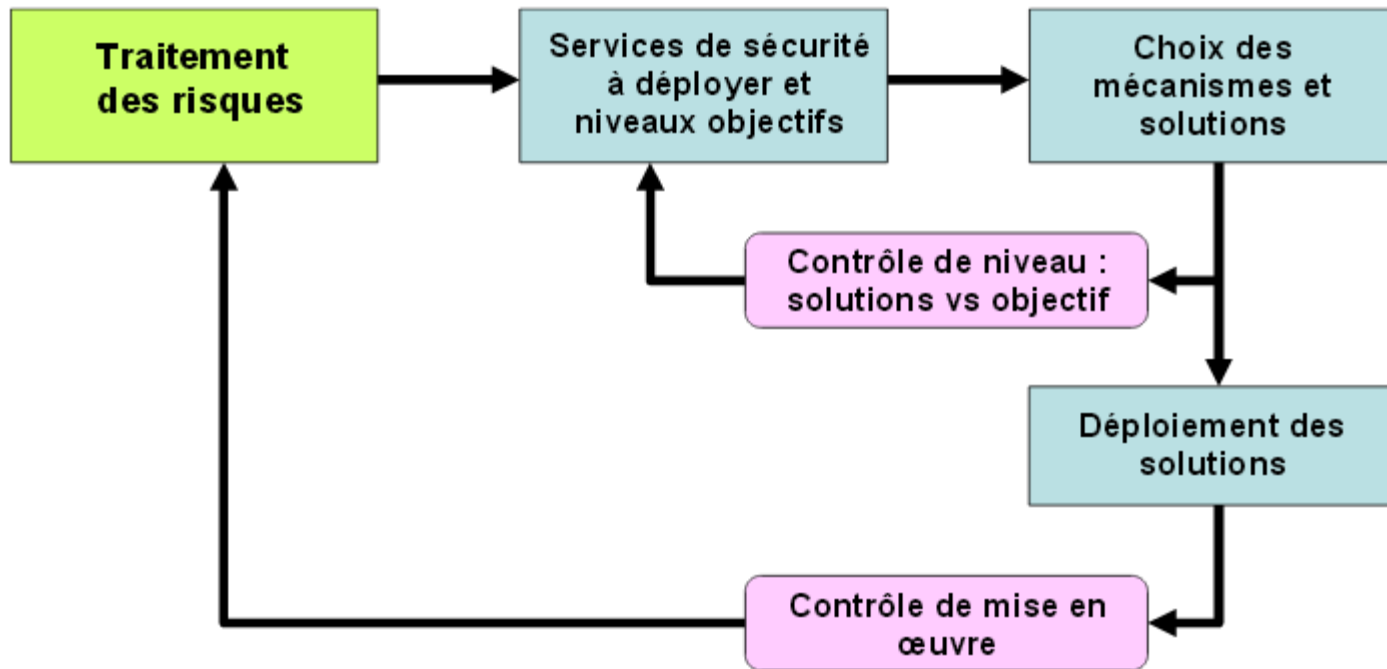 Traitement
des risques
Services de sécurité
à déployer et
niveaux objectifs
Choix des
mécanismes et
solutions
Contrôle de niveau :
solutions vs objectif
Déploiement des
solutions
Contrôle de mise en
œuvre